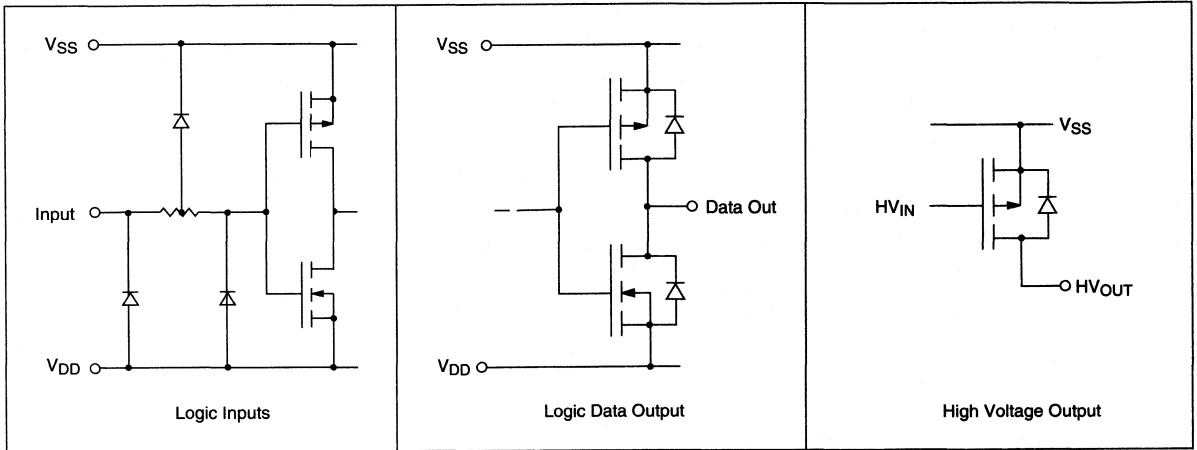 VSS
Input
VDD
Logic Inputs
VSS
Data Out
VDD
Logic Data Output
VSS
HVIN
HVOUT
High Voltage Output